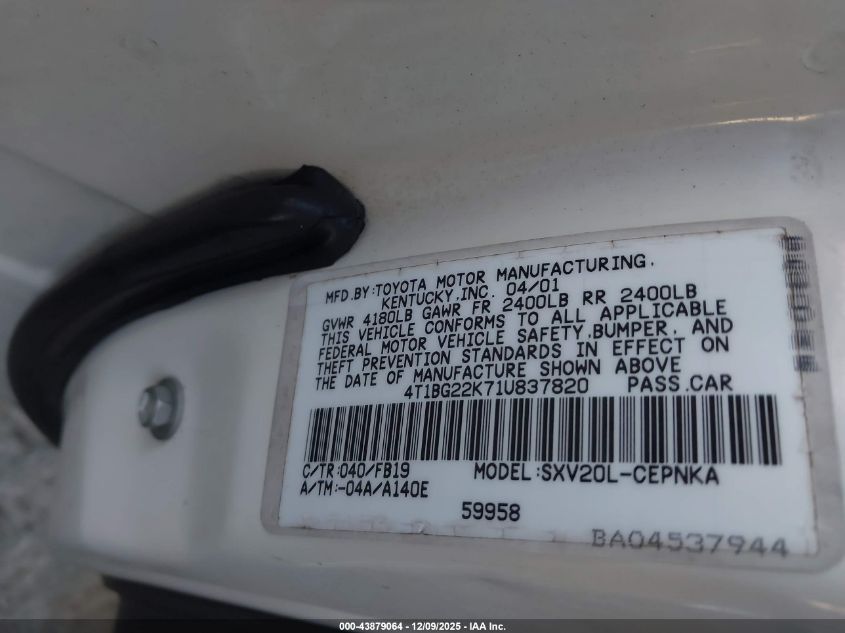 MFD.BY:TOYOTA MOTOR MANUFACTURING.
KENTUCKY,INC. 04/01
GVWR 4180LB GAWR FR 2400LB RR 2400LB
THIS VEHICLE CONFORMS TO ALL APPLICABLE
FEDERAL MOTOR VEHICLE SAFETY,BUMPER, AND
THEFT PREVENTION STANDARDS IN EFFECT ON
THE DATE OF MANUFACTURE SHOWN ABOVE
4T1BG22K71U837820 PASS.CAR
C/TR:040/FB19 MODEL:SXV20L-CEPNKA
A/TM:-04A/A140E
59958
BA04537944
000-43879064 - 12/09/2025 - IAA Inc.